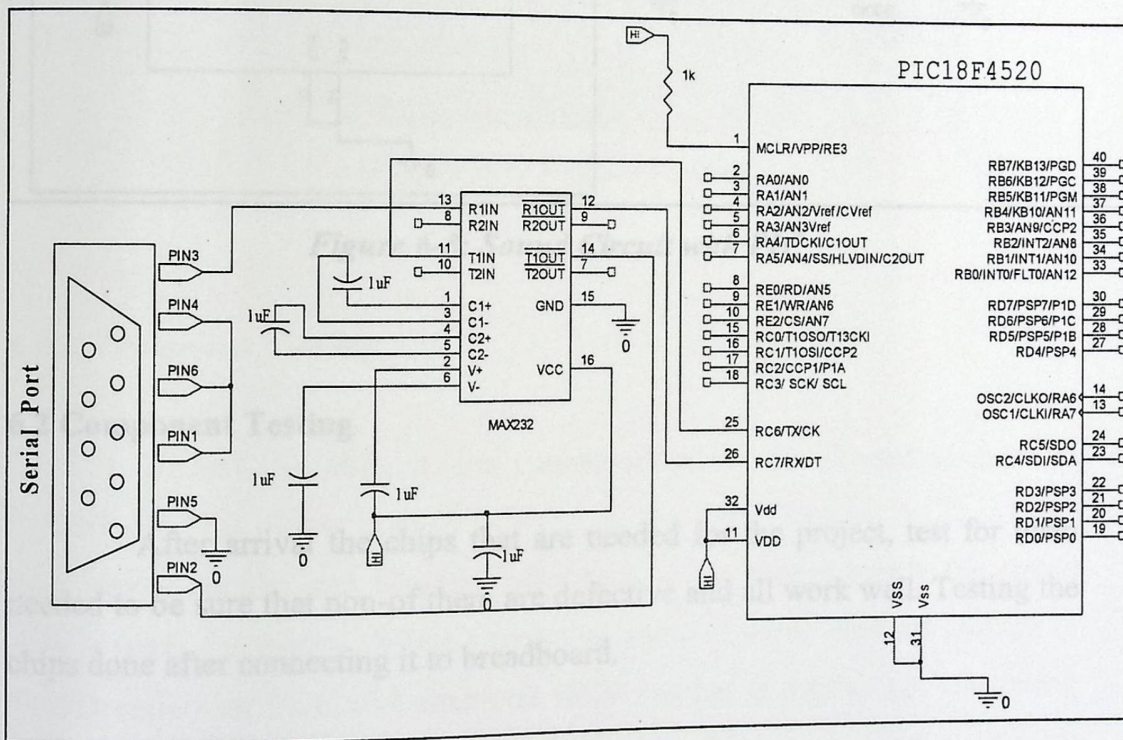 PIC18F4520
Hi
1k
1 MCLR/VPP/RE3
2 RA0/AN0
3 RA1/AN1
4 RA2/AN2/Vref/CVref
5 RA3/AN3Vref
6 RA4/TDCKI/C1OUT
RA5/AN4/SS/HLVDIN/C2OUT
8 RE0/RD/AN5
9 RE1/WR/AN6
10 RE2/CS/AN7
15 RC0/T1OSO/T13CKI
16 RC1/T1OSI/CCP2
17 RC2/CCP1/P1A
18 RC3/ SCK/ SCL
25 RC6/TX/CK
26 RC7/RX/DT
32 Vdd
11 VDD
Hi
RB7/KB13/PGD 40
RB6/KB12/PGC 39
RB5/KB11/PGM 38
RB4/KB10/AN11 37
RB3/AN9/CCP2 36
RB2/INT2/AN8 35
RB1/INT1/AN10 34
RB0/INT0/FLT0/AN12 33
RD7/PSP7/P1D 30
RD6/PSP6/P1C 29
RD5/PSP5/P1B 28
RD4/PSP4 27
OSC2/CLKO/RA6 14
OSC1/CLKI/RA7 13
RC5/SDO 24
RC4/SDI/SDA 23
RD3/PSP3 22
RD2/PSP2 21
RD1/PSP1 20
RD0/PSP0 19
VSS Vss
12 31
0
13 R1IN R1OUT 12
8 R2IN R2OUT 9
11 T1IN T1OUT 14
10 T2IN T2OUT 7
1 C1+ GND 15
3 C1-
4 C2+
5 C2- VCC 16
2 V+
6 V-
MAX232
0
1uF
1uF
1uF
1uF
1uF
0
0
Hi
Serial Port
PIN3
PIN4
PIN6
PIN1
PIN5
PIN2
0
Component Testing
After arrival the chips that are needed for the project, test for
needed to be sure that non-of them are defective and all work well. Testing the
chips done after connecting it to breadboard.